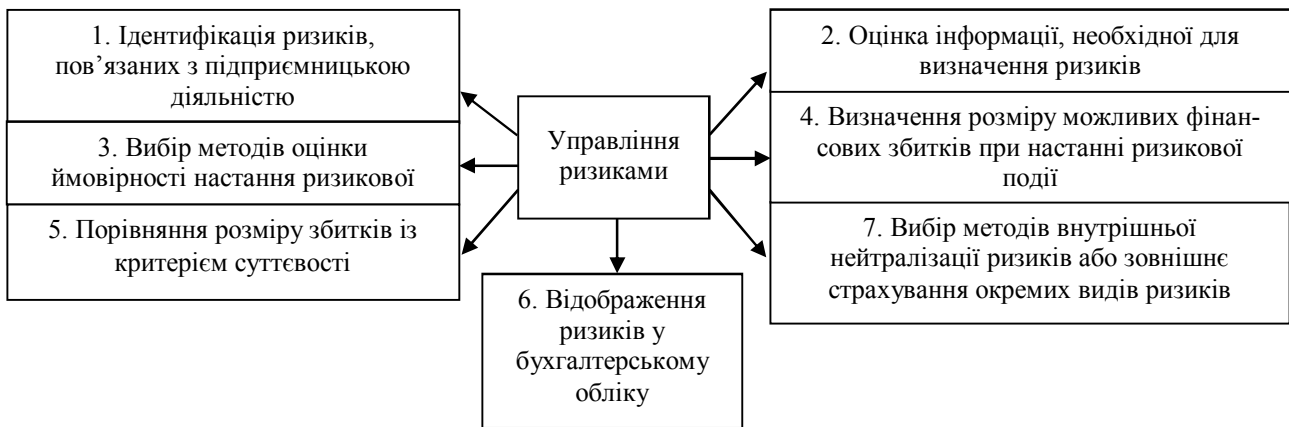 1. Ідентифікація ризиків,
пов’язаних з підприємницькою
діяльністю
2. Оцінка інформації, необхідної для
визначення ризиків
3. Вибір методів оцінки
ймовірності настання ризикової
4. Визначення розміру можливих фінан-
сових збитків при настанні ризикової
події
Управління
ризиками
5. Порівняння розміру збитків із
критерієм суттєвості
6. Відображення
ризиків у
бухгалтерському
обліку
7. Вибір методів внутрішньої
нейтралізації ризиків або зовнішнє
страхування окремих видів ризиків